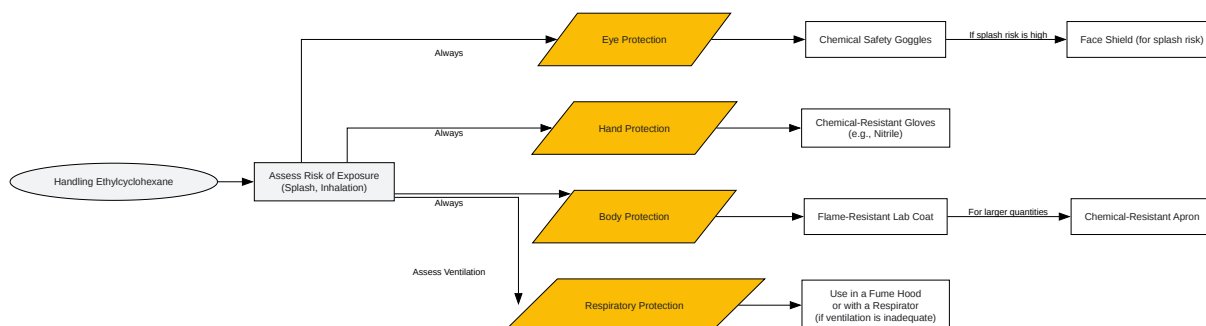 Handling Ethylcyclohexane
Assess Risk of Exposure
(Splash, Inhalation)
Always
Eye Protection
Chemical Safety Goggles
If splash risk is high
Face Shield (for splash risk)
Always
Hand Protection
Chemical-Resistant Gloves
(e.g., Nitrile)
Always
Body Protection
Flame-Resistant Lab Coat
For larger quantities
Chemical-Resistant Apron
Assess Ventilation
Respiratory Protection
Use in a Fume Hood
or with a Respirator
(if ventilation is inadequate)